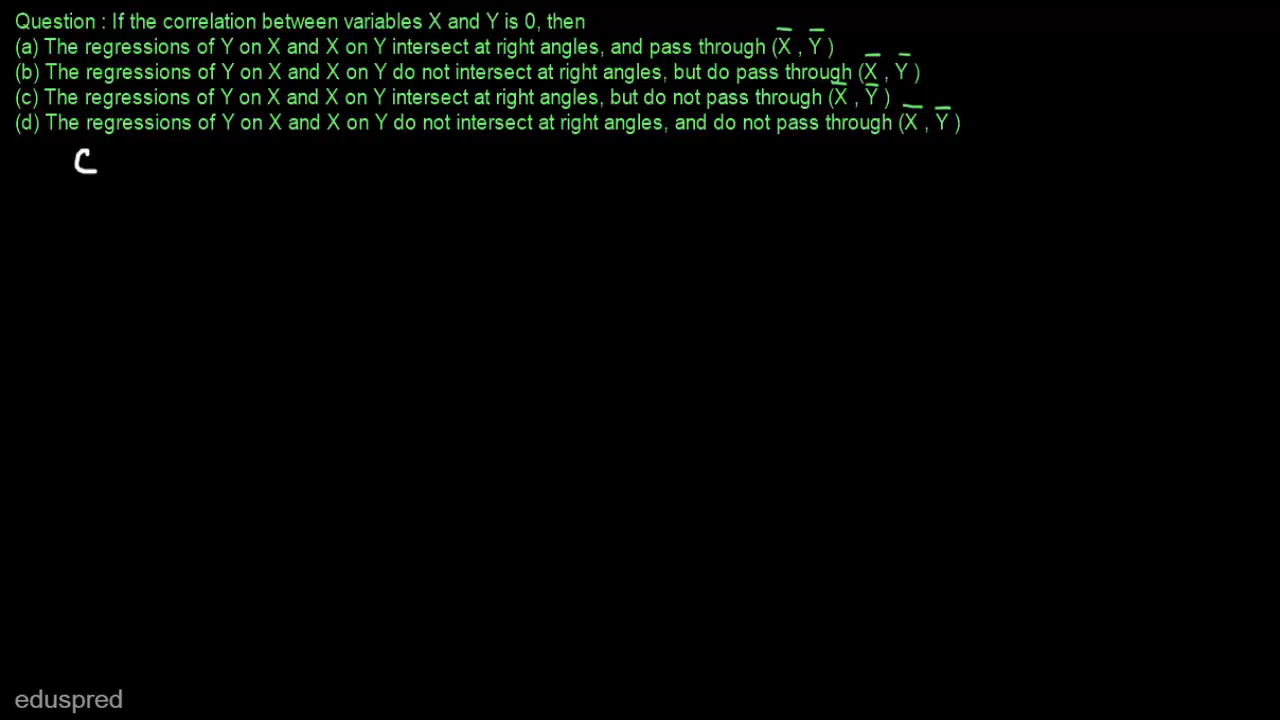 Question : If the correlation between variables X and Y is 0, then
(a) The regressions of Y on X and X on Y intersect at right angles, and pass through (X̅ , Y̅ )
(b) The regressions of Y on X and X on Y do not intersect at right angles, but do pass through (X̅ , Y̅ )
(c) The regressions of Y on X and X on Y intersect at right angles, but do not pass through (X̅ , Y̅ )
(d) The regressions of Y on X and X on Y do not intersect at right angles, and do not pass through (X̅ , Y̅ )
C
eduspred